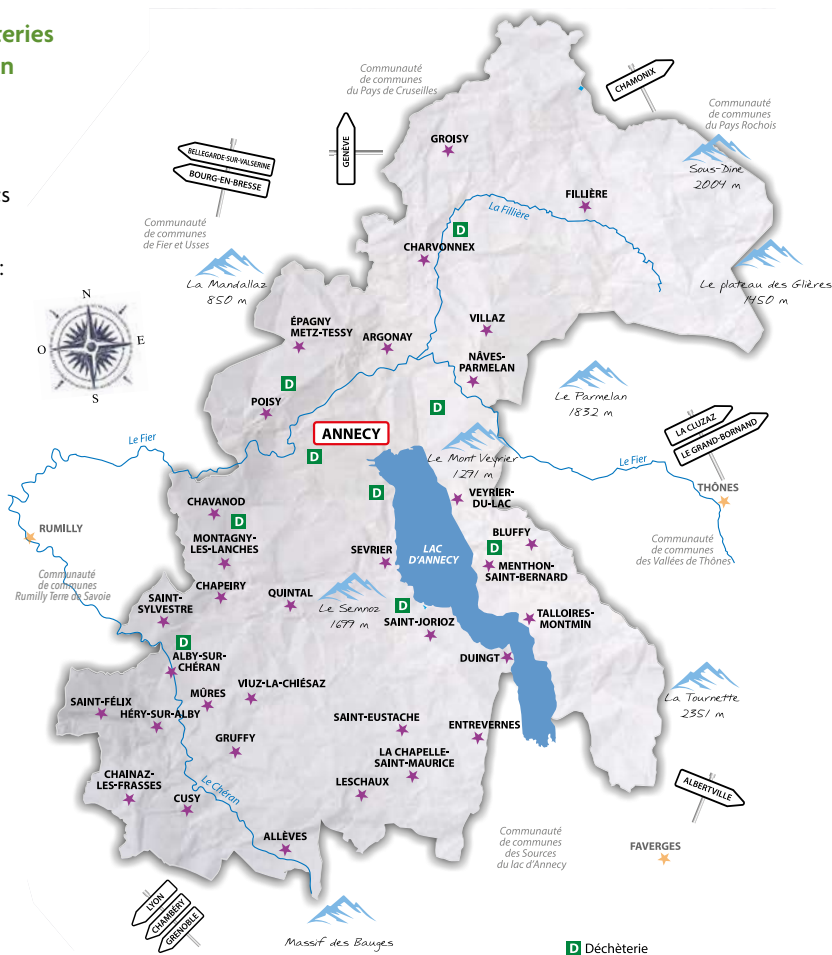 teries
n
s
:
Communauté
de communes
du Pays de Cruseilles
CHAMONIX
Communauté
de communes
du Pays Rochois
GENÈVE
GROISY
BELLEGARDE-SUR-VALSERINE
BOURG-EN-BRESSE
Sous-Dine
2004 m
FILLIÈRE
La Fillière
Communauté
de communes
de Fier et Usses
D
CHARVONNEX
La Mandallaz
850 m
Le plateau des Glières
1450 m
N
O
E
S
ÉPAGNY
METZ-TESSY
ARGONAY
VILLAZ
NÂVES-
PARMELAN
D
POISY
Le Parmelan
1832 m
D
LA CLUZAZ
LE GRAND-BORNAND
ANNECY
Le Fier
D
Le Mont Veyrier
1291 m
Le Fier
THÔNES
D
VEYRIER-
DU-LAC
CHAVANOD
D
RUMILLY
MONTAGNY-
LES-LANCHES
SEVRIER
LAC
D'ANNECY
BLUFFY
D
MENTHON-
SAINT-BERNARD
Communauté
de communes
des Vallées de Thônes
Communauté
de communes
Rumilly Terre de Savoie
CHAPEIRY
SAINT-
SYLVESTRE
QUINTAL
Le Semnoz
1699 m
D
SAINT-JORIOZ
TALLOIRES-
MONTMIN
D
ALBY-SUR-
CHÉRAN
DUINGT
VIUZ-LA-CHIÉSAZ
MÛRES
SAINT-FÉLIX
HÉRY-SUR-ALBY
La Tournette
2351 m
SAINT-EUSTACHE
ENTREVERNES
GRUFFY
LA CHAPELLE-
SAINT-MAURICE
CHAINAZ-
LES-FRASSES
Le Chéran
LESCHAUX
ALBERTVILLE
CUSY
ALLÈVES
Communauté
de communes
des Sources
du lac d'Annecy
FAVERGES
LYON
CHAMBÉRY
GRENOBLE
Massif des Bauges
D Déchèterie